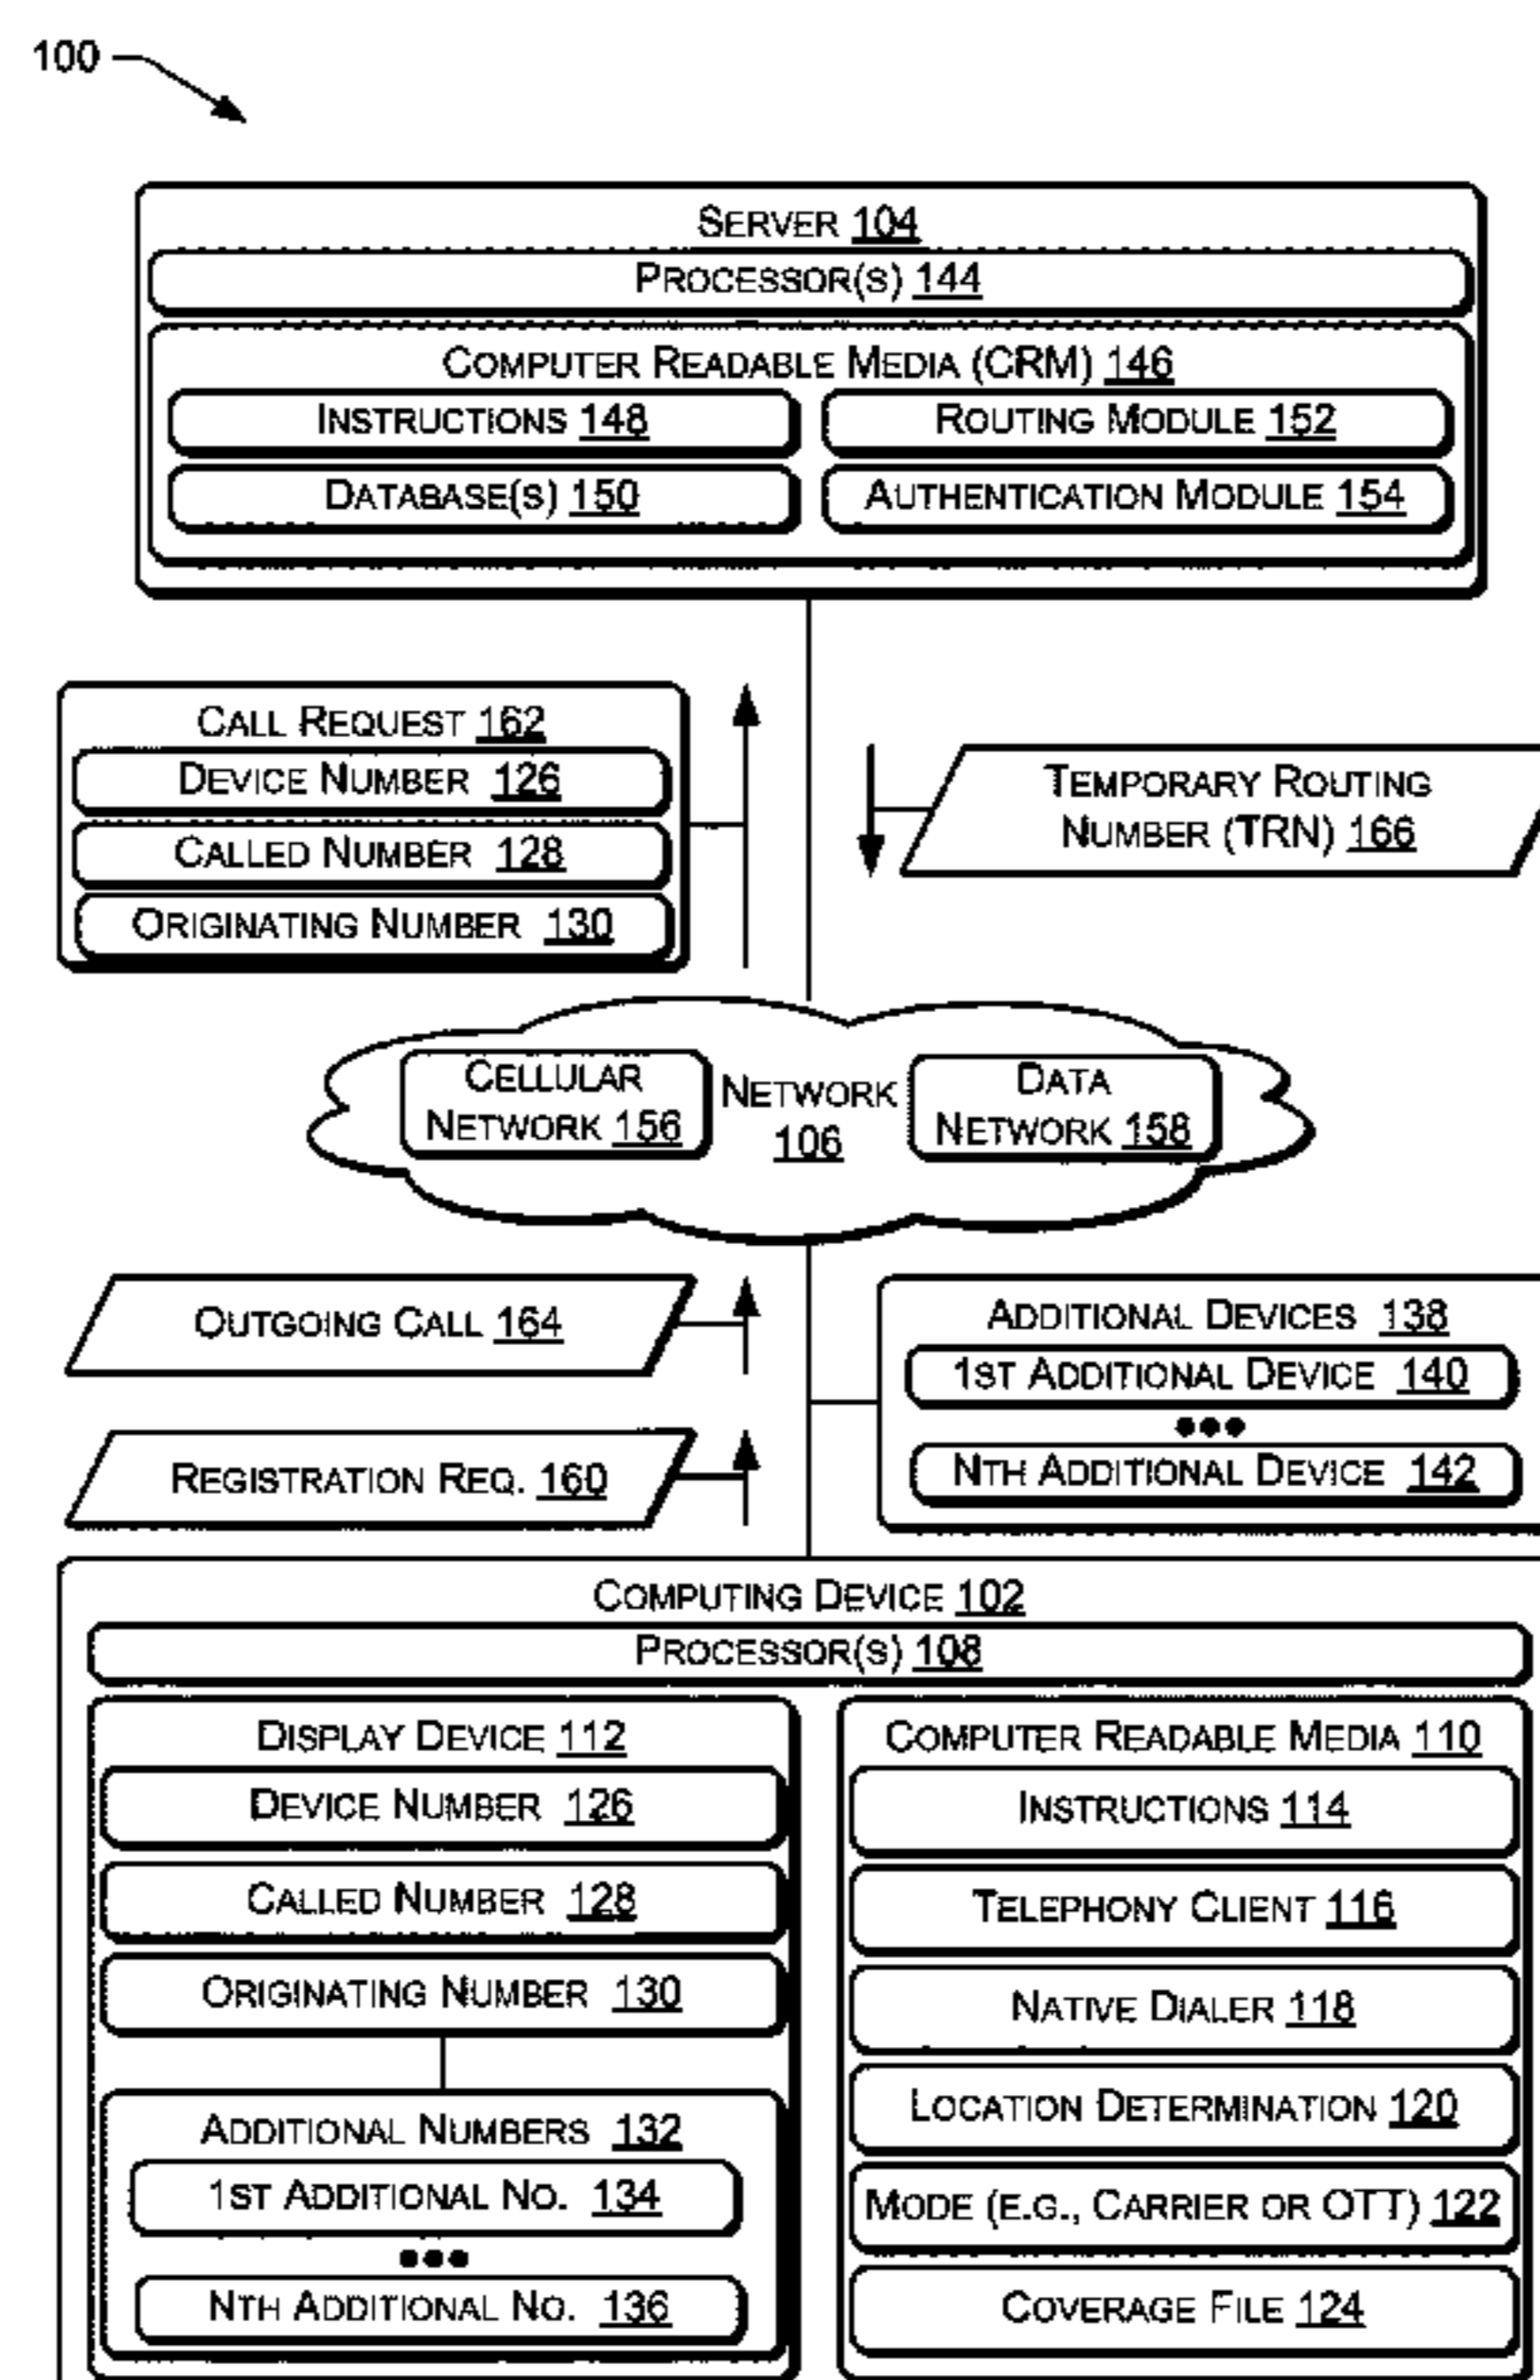 100
SERVER 104
PROCESSOR(S) 144
COMPUTER READABLE MEDIA (CRM) 146
INSTRUCTIONS 148
ROUTING MODULE 152
DATABASE(S) 150
AUTHENTICATION MODULE 154
CALL REQUEST 162
DEVICE NUMBER 126
CALLED NUMBER 128
ORIGINATING NUMBER 130
TEMPORARY ROUTING
NUMBER (TRN) 166
CELLULAR
NETWORK 156
NETWORK
106
DATA
NETWORK 158
OUTGOING CALL 164
REGISTRATION REQ. 160
ADDITIONAL DEVICES 138
1ST ADDITIONAL DEVICE 140
•••
NTH ADDITIONAL DEVICE 142
COMPUTING DEVICE 102
PROCESSOR(S) 108
DISPLAY DEVICE 112
DEVICE NUMBER 126
CALLED NUMBER 128
ORIGINATING NUMBER 130
ADDITIONAL NUMBERS 132
1ST ADDITIONAL NO. 134
•••
NTH ADDITIONAL NO. 136
COMPUTER READABLE MEDIA 110
INSTRUCTIONS 114
TELEPHONY CLIENT 116
NATIVE DIALER 118
LOCATION DETERMINATION 120
MODE (E.G., CARRIER OR OTT) 122
COVERAGE FILE 124